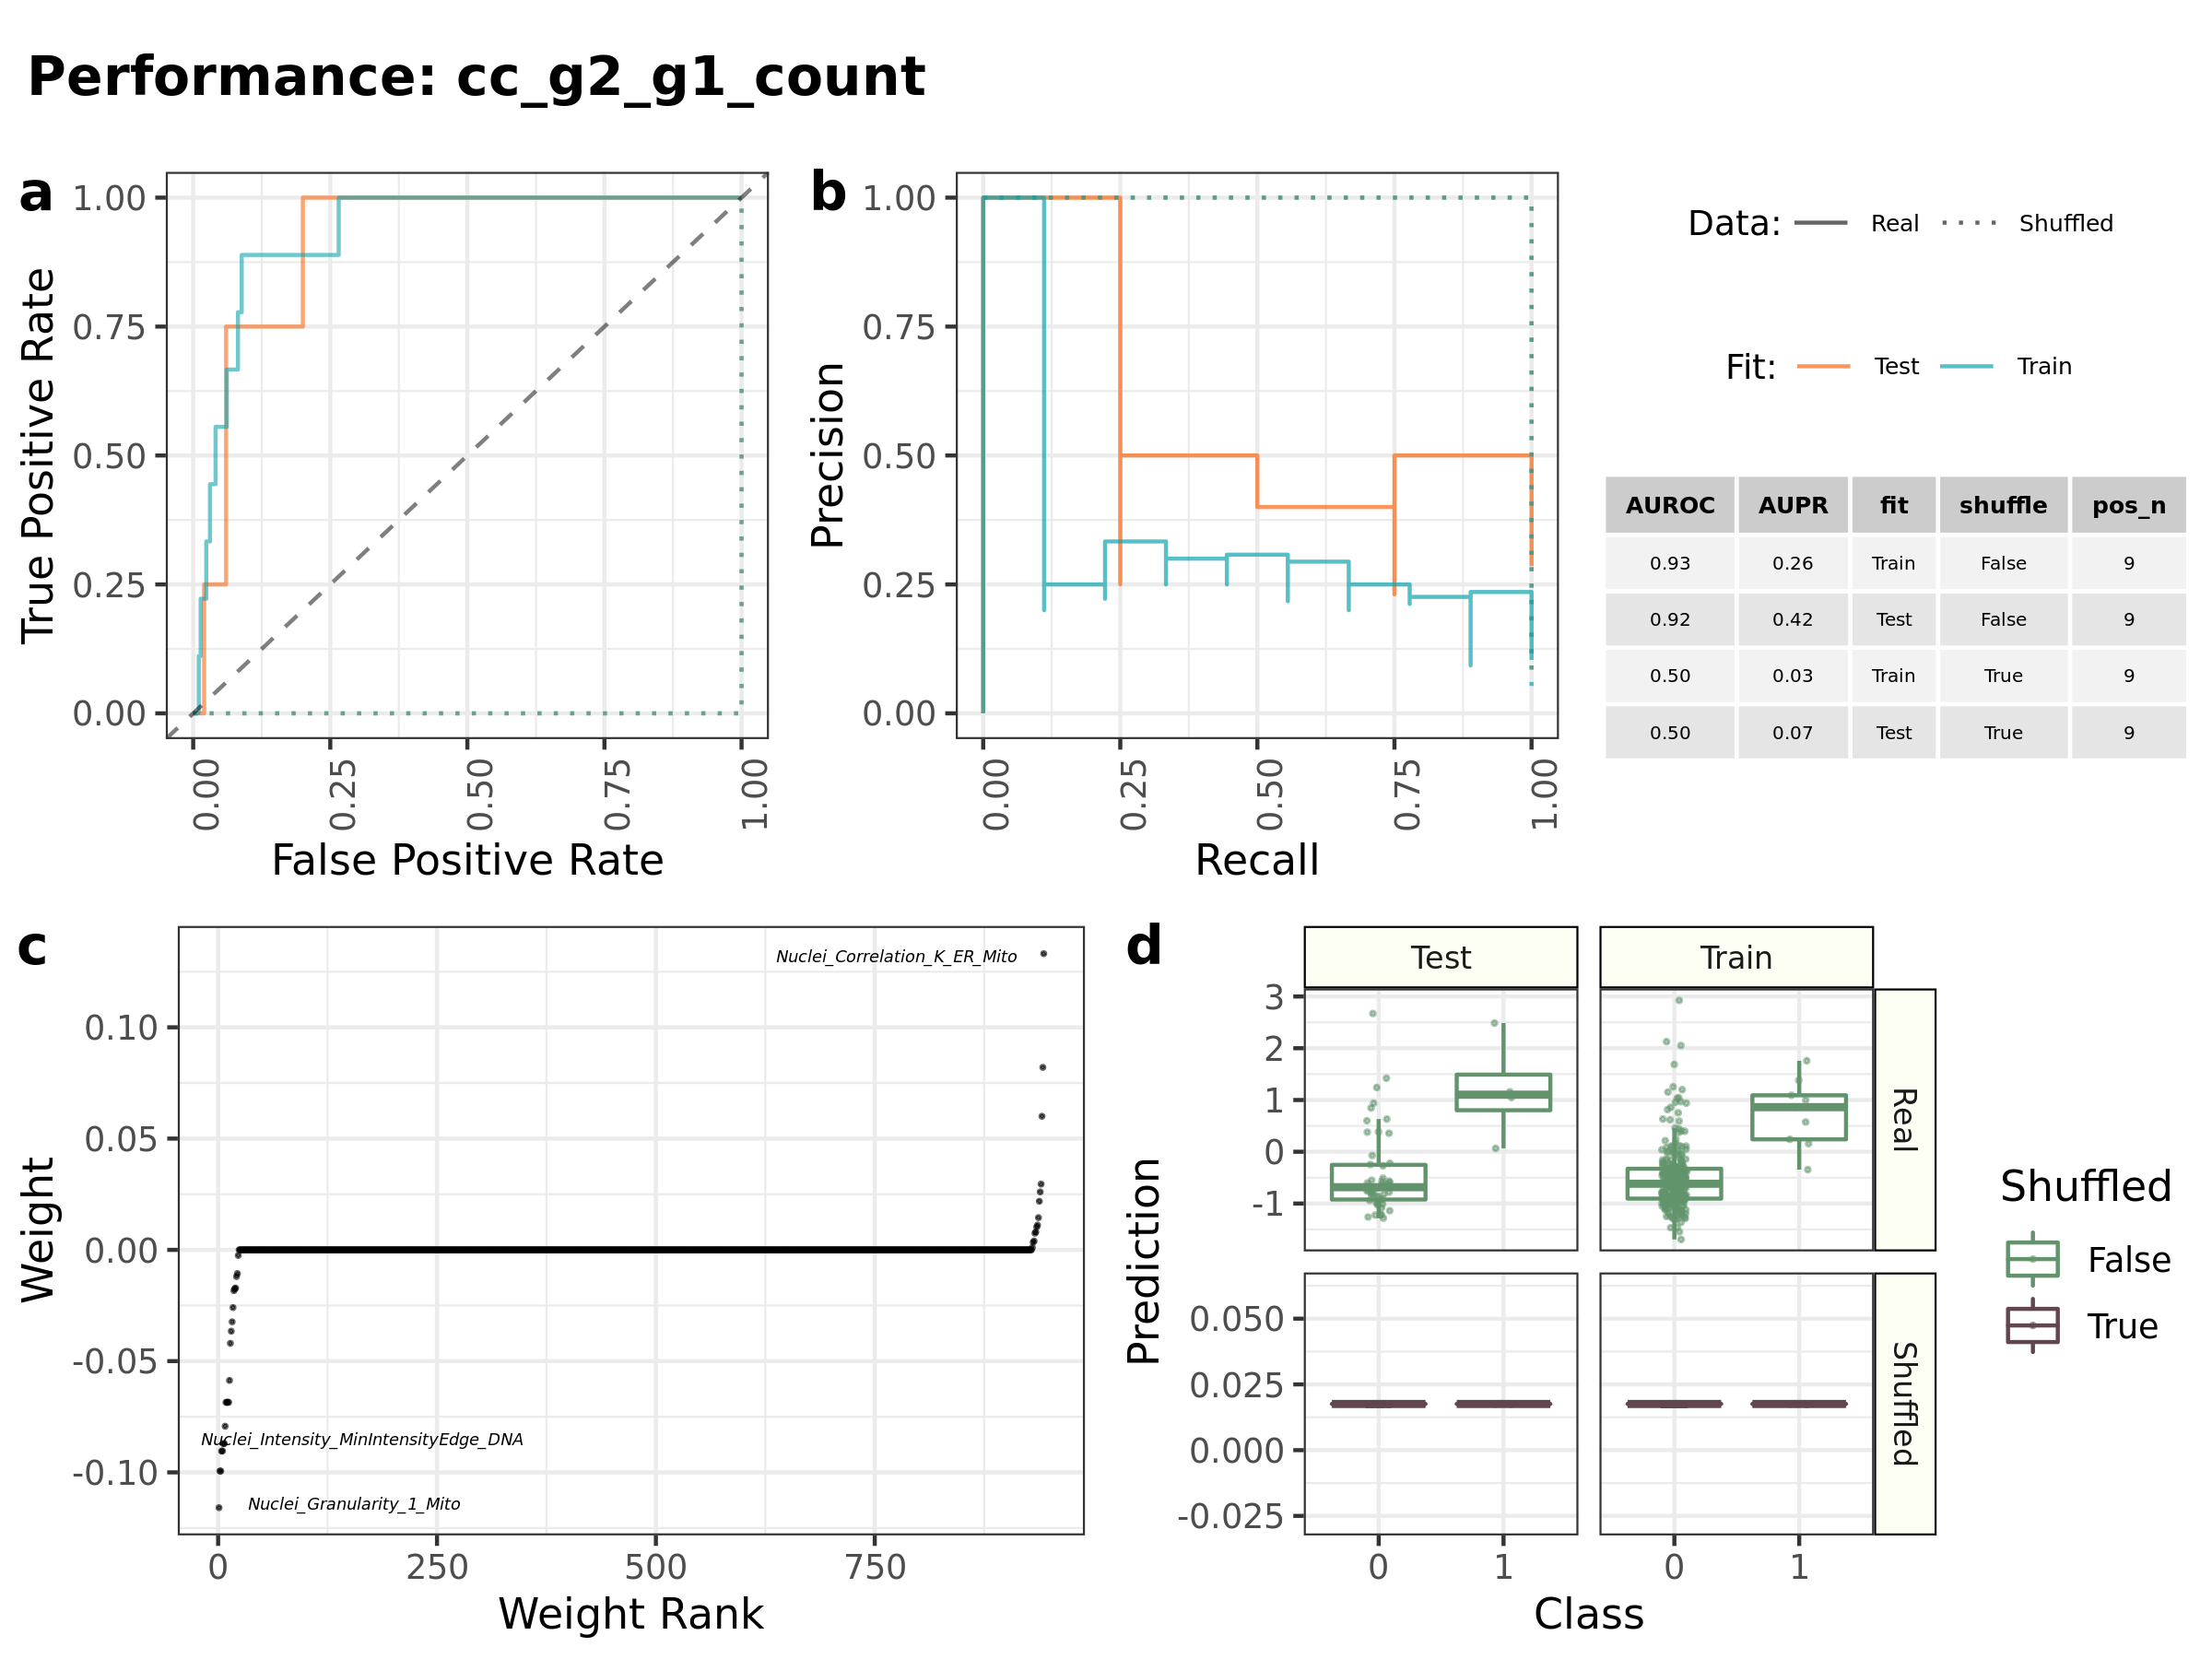 Performance: cc_g2_g1_count
a
1.00
0.75
0.50
0.25
0.00
True Positive Rate
0.00 0.25 0.50 0.75 1.00
False Positive Rate
b
1.00
0.75
0.50
0.25
0.00
Precision
0.00 0.25 0.50 0.75 1.00
Recall
Data: Real Shuffled
Fit: Test Train
AUROC AUPR fit shuffle pos_n
0.93 0.26 Train False 9
0.92 0.42 Test False 9
0.50 0.03 Train True 9
0.50 0.07 Test True 9
c
0.10
0.05
0.00
-0.05
-0.10
Weight
Nuclei_Correlation_K_ER_Mito
Nuclei_Intensity_MinIntensityEdge_DNA
Nuclei_Granularity_1_Mito
0 250 500 750
Weight Rank
d
Test Train
3
2
1
0
-1
Real
0.050
0.025
0.000
-0.025
Shuffled
Prediction
0 1 0 1
Class
Shuffled
False
True